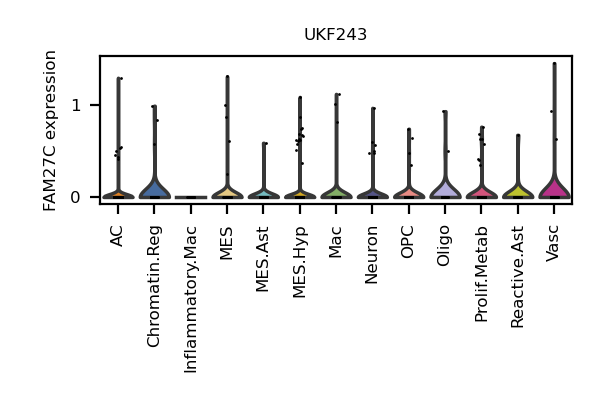 UKF243
FAM27C expression
1
0
AC
Chromatin.Reg
Inflammatory.Mac
MES
MES.Ast
MES.Hyp
Mac
Neuron
OPC
Oligo
Prolif.Metab
Reactive.Ast
Vasc